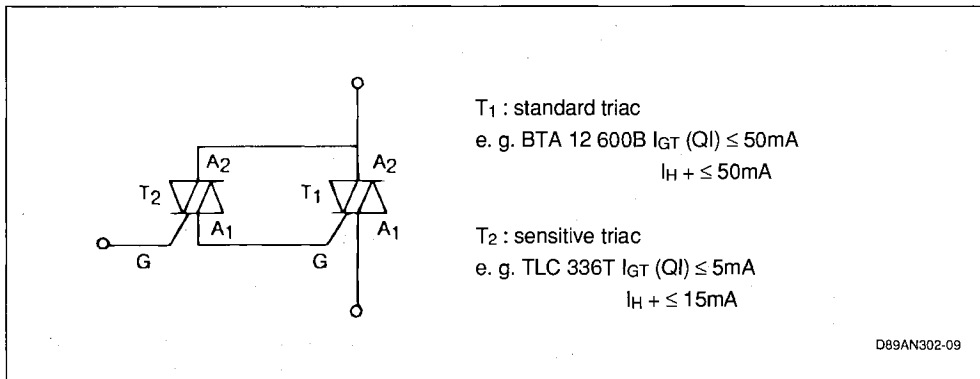 T1 : standard triac
e. g. BTA 12 600B IGT (QI) ≤ 50mA
IH + ≤ 50mA
A2
A2
T2
T1
A1
A1
G
G
T2 : sensitive triac
e. g. TLC 336T IGT (QI) ≤ 5mA
IH + ≤ 15mA
D89AN302-09